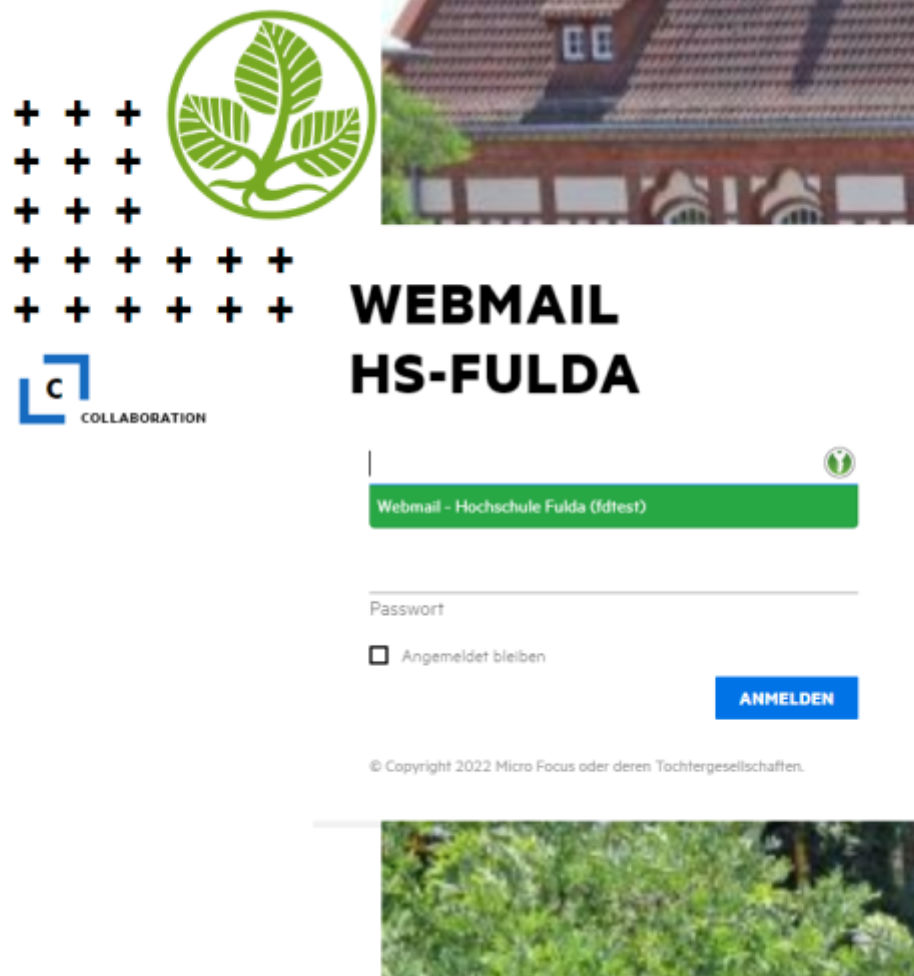 WEBMAIL
HS-FULDA
C
COLLABORATION
Webmail - Hochschule Fulda (fdtest)
Passwort
Angemeldet bleiben
ANMELDEN
© Copyright 2022 Micro Focus oder deren Tochtergesellschaften.